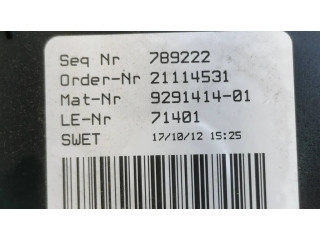 Seq Nr 789222
Order-Nr 21114531
Mat-Nr 9291414-01
LE-Nr 71401
SWET 17/10/12 15:25